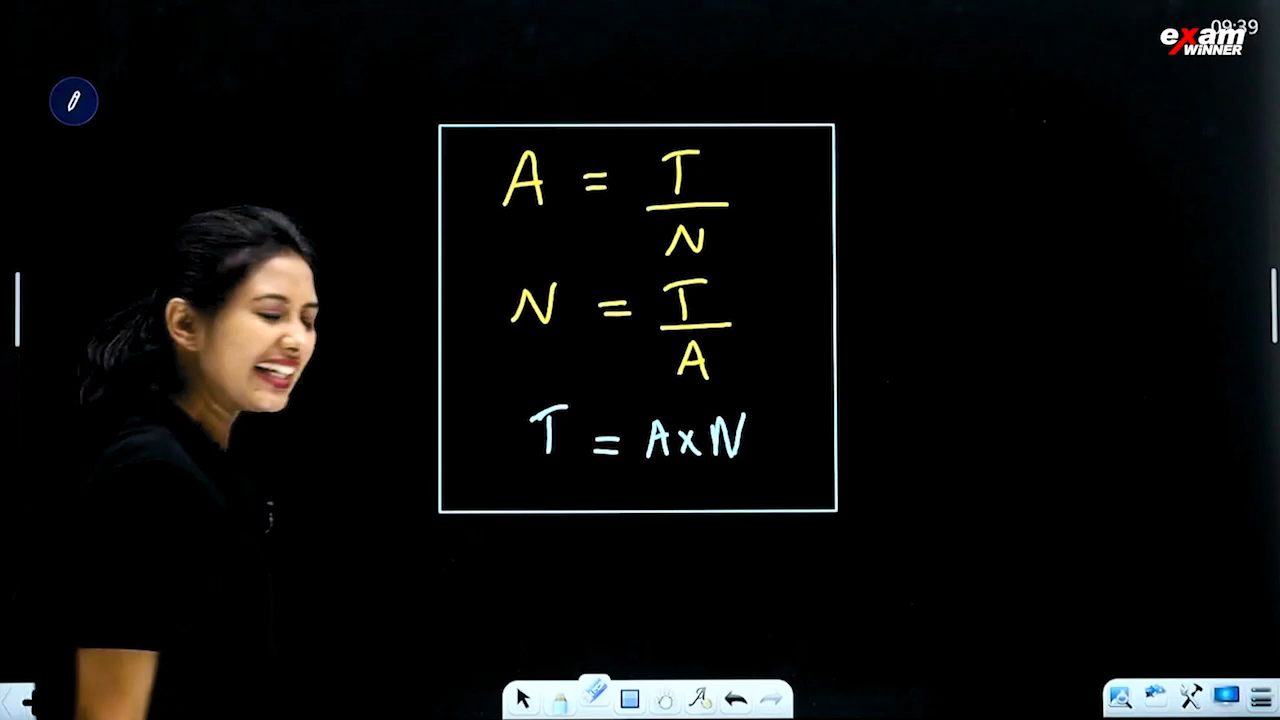 09:39
exam
WINNER
A = T/N
N = T/A
T = A×N